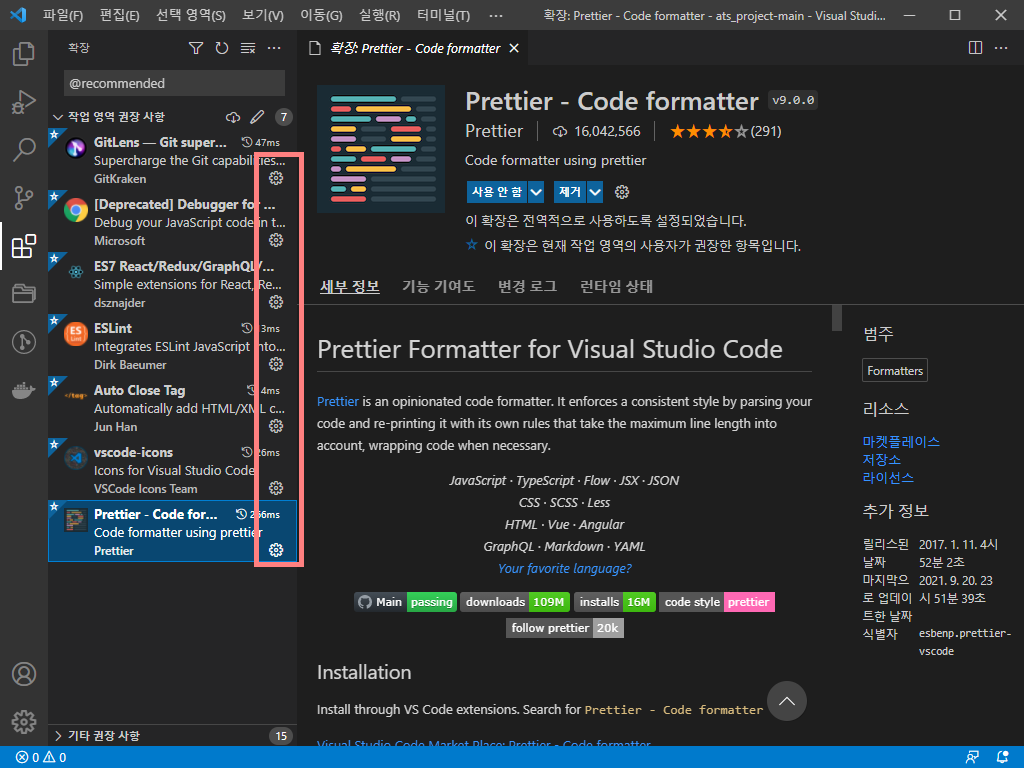 파일(F) 편집(E) 선택 영역(S) 보기(V) 이동(G) 실행(R) 터미널(T) ··· 확장: Prettier - Code formatter - ats_project-main - Visual Studi...
확장
@recommended
작업 영역 권장 사항 7
GitLens — Git super... 47ms
Supercharge the Git capabilities...
GitKraken
[Deprecated] Debugger for ...
Debug your JavaScript code in t...
Microsoft
ES7 React/Redux/GraphQL/...
Simple extensions for React, Re...
dsznajder
ESLint 3ms
Integrates ESLint JavaScript into...
Dirk Baeumer
Auto Close Tag 4ms
Automatically add HTML/XML c...
Jun Han
vscode-icons 26ms
Icons for Visual Studio Code
VSCode Icons Team
Prettier - Code for... 256ms
Code formatter using prettier
Prettier
기타 권장 사항 15
확장: Prettier - Code formatter
Prettier - Code formatter v9.0.0
Prettier 16,042,566 (291)
Code formatter using prettier
사용 안 함 제거
이 확장은 전역적으로 사용하도록 설정되었습니다.
이 확장은 현재 작업 영역의 사용자가 권장한 항목입니다.
세부 정보 기능 기여도 변경 로그 런타임 상태
Prettier Formatter for Visual Studio Code
Prettier is an opinionated code formatter. It enforces a consistent style by parsing your
code and re-printing it with its own rules that take the maximum line length into
account, wrapping code when necessary.
JavaScript · TypeScript · Flow · JSX · JSON
CSS · SCSS · Less
HTML · Vue · Angular
GraphQL · Markdown · YAML
Your favorite language?
Main passing downloads 109M installs 16M code style prettier
follow prettier 20k
Installation
Install through VS Code extensions. Search for Prettier - Code formatter
Visual Studio Code Market Place: Prettier - Code formatter
범주
Formatters
리소스
마켓플레이스
저장소
라이선스
추가 정보
릴리스된 2017. 1. 11. 4시
날짜 52분 2초
마지막으 2021. 9. 20. 23
로 업데이 시 51분 39초
트한 날짜
식별자 esbenp.prettier-
vscode
0 0